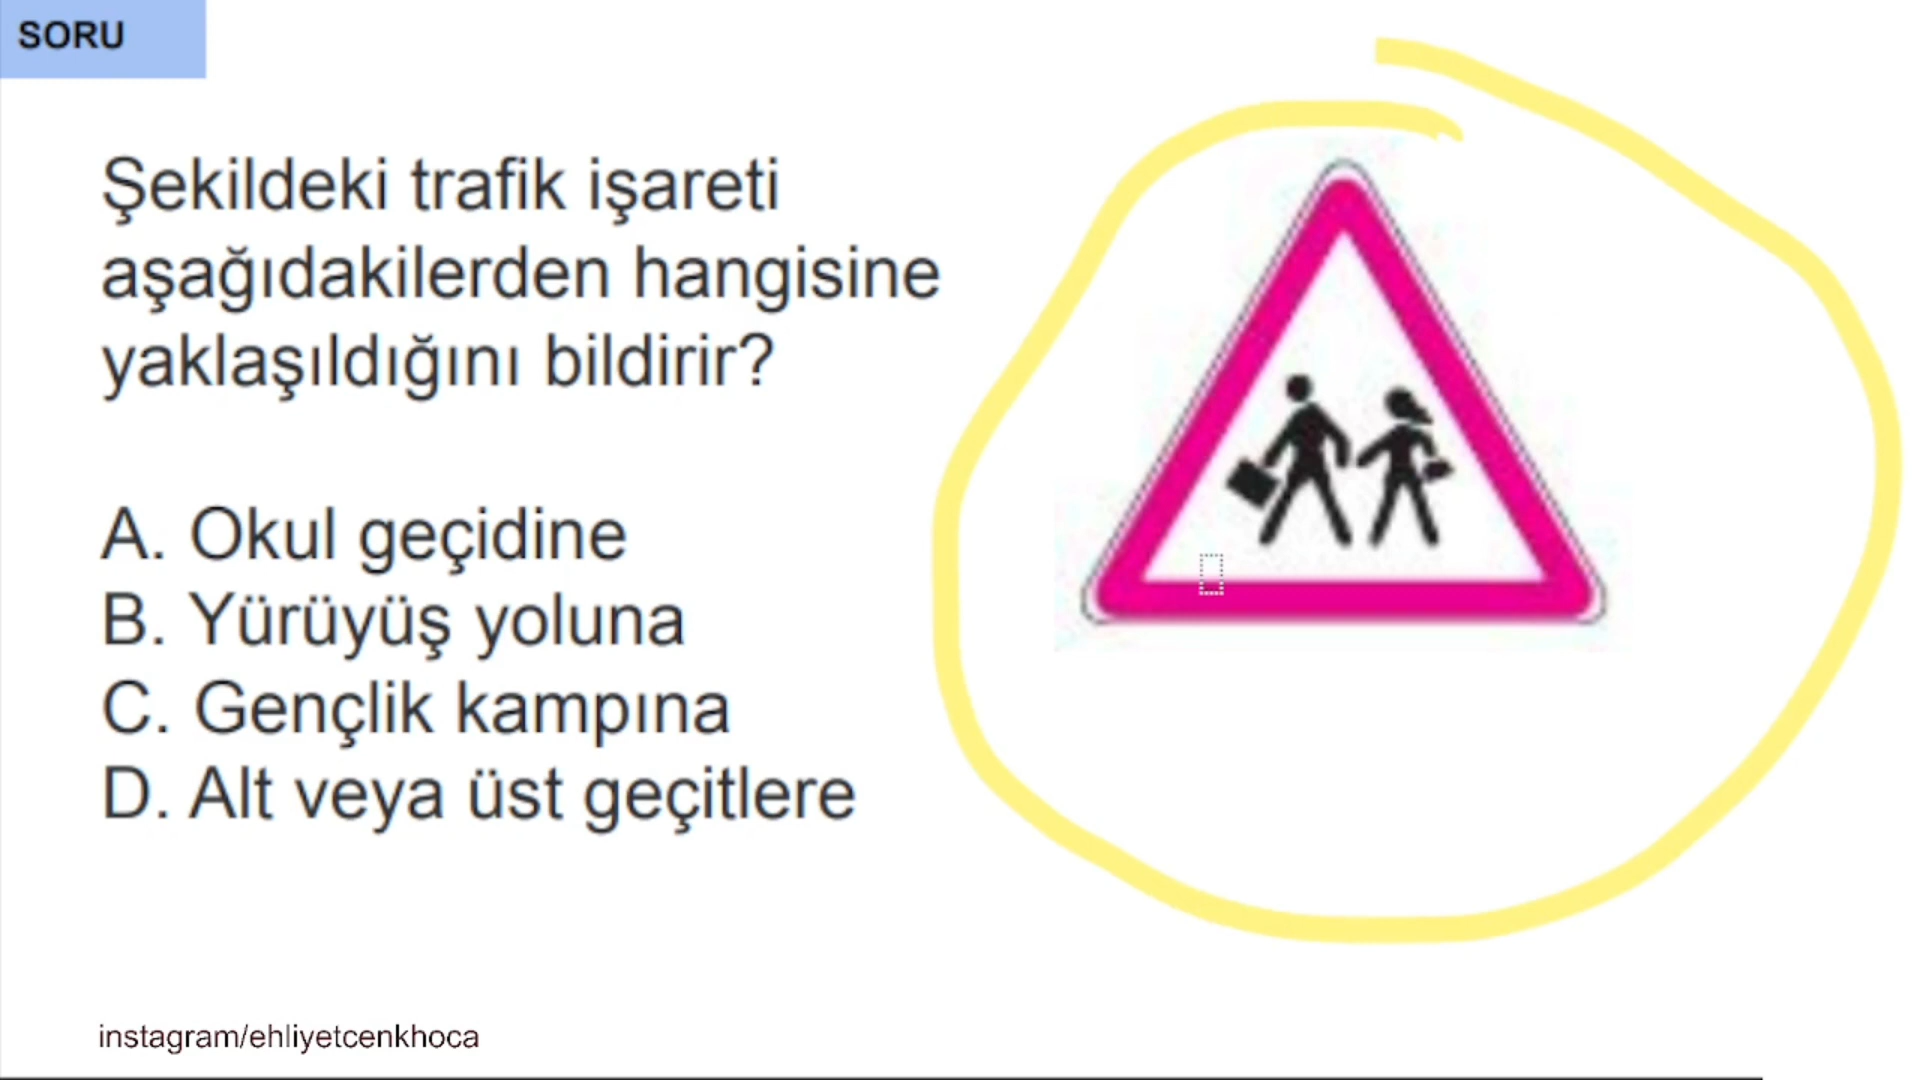 SORU
Şekildeki trafik işareti
aşağıdakilerden hangisine
yaklaşıldığını bildirir?
A. Okul geçidine
B. Yürüyüş yoluna
C. Gençlik kampına
D. Alt veya üst geçitlere
instagram/ehliyetcenkhoca